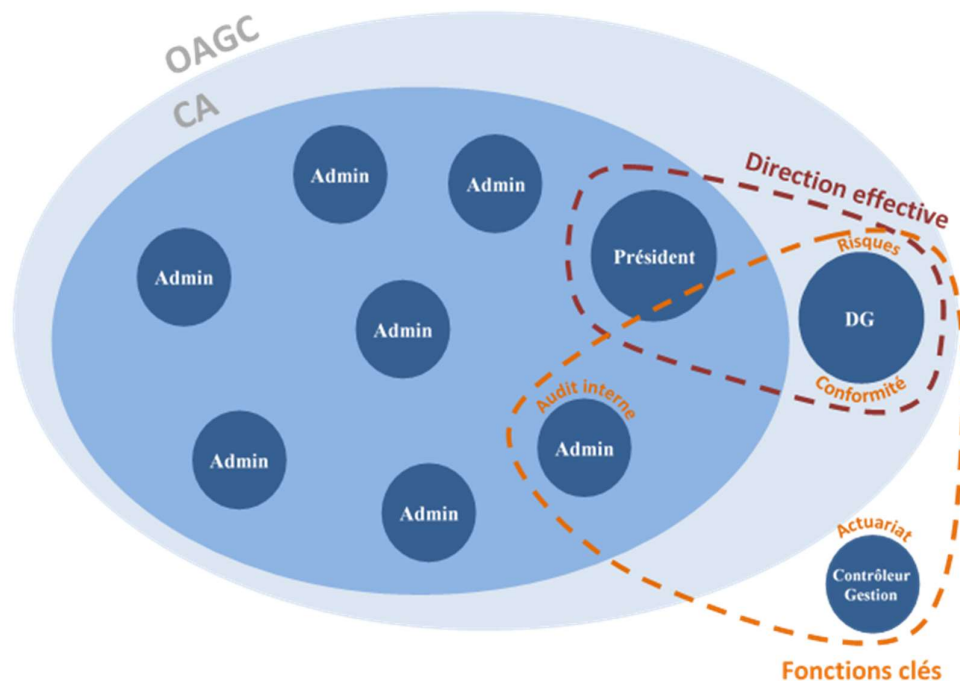 OAGC
CA
Admin
Admin
Direction effective
Admin
Président
Risques
DG
Conformité
Admin
Audit interne
Admin
Admin
Admin
Actuariat
Contrôleur
Gestion
Fonctions clés